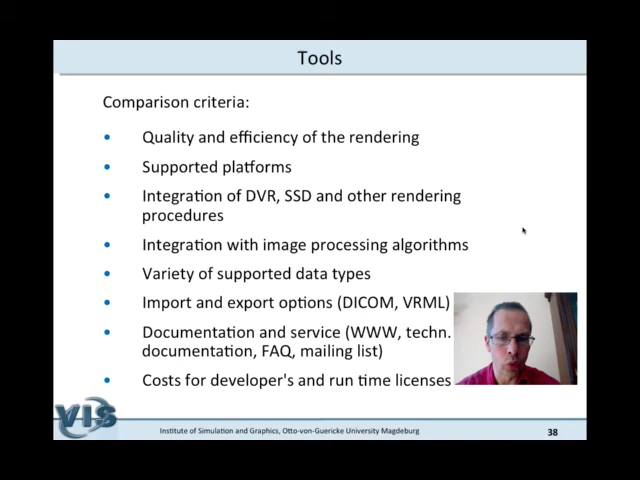 Tools
Comparison criteria:
• Quality and efficiency of the rendering
• Supported platforms
• Integration of DVR, SSD and other rendering
procedures
• Integration with image processing algorithms
• Variety of supported data types
• Import and export options (DICOM, VRML)
• Documentation and service (WWW, techn.
documentation, FAQ, mailing list)
• Costs for developer's and run time licenses
VIS
Institute of Simulation and Graphics, Otto-von-Guericke University Magdeburg
38